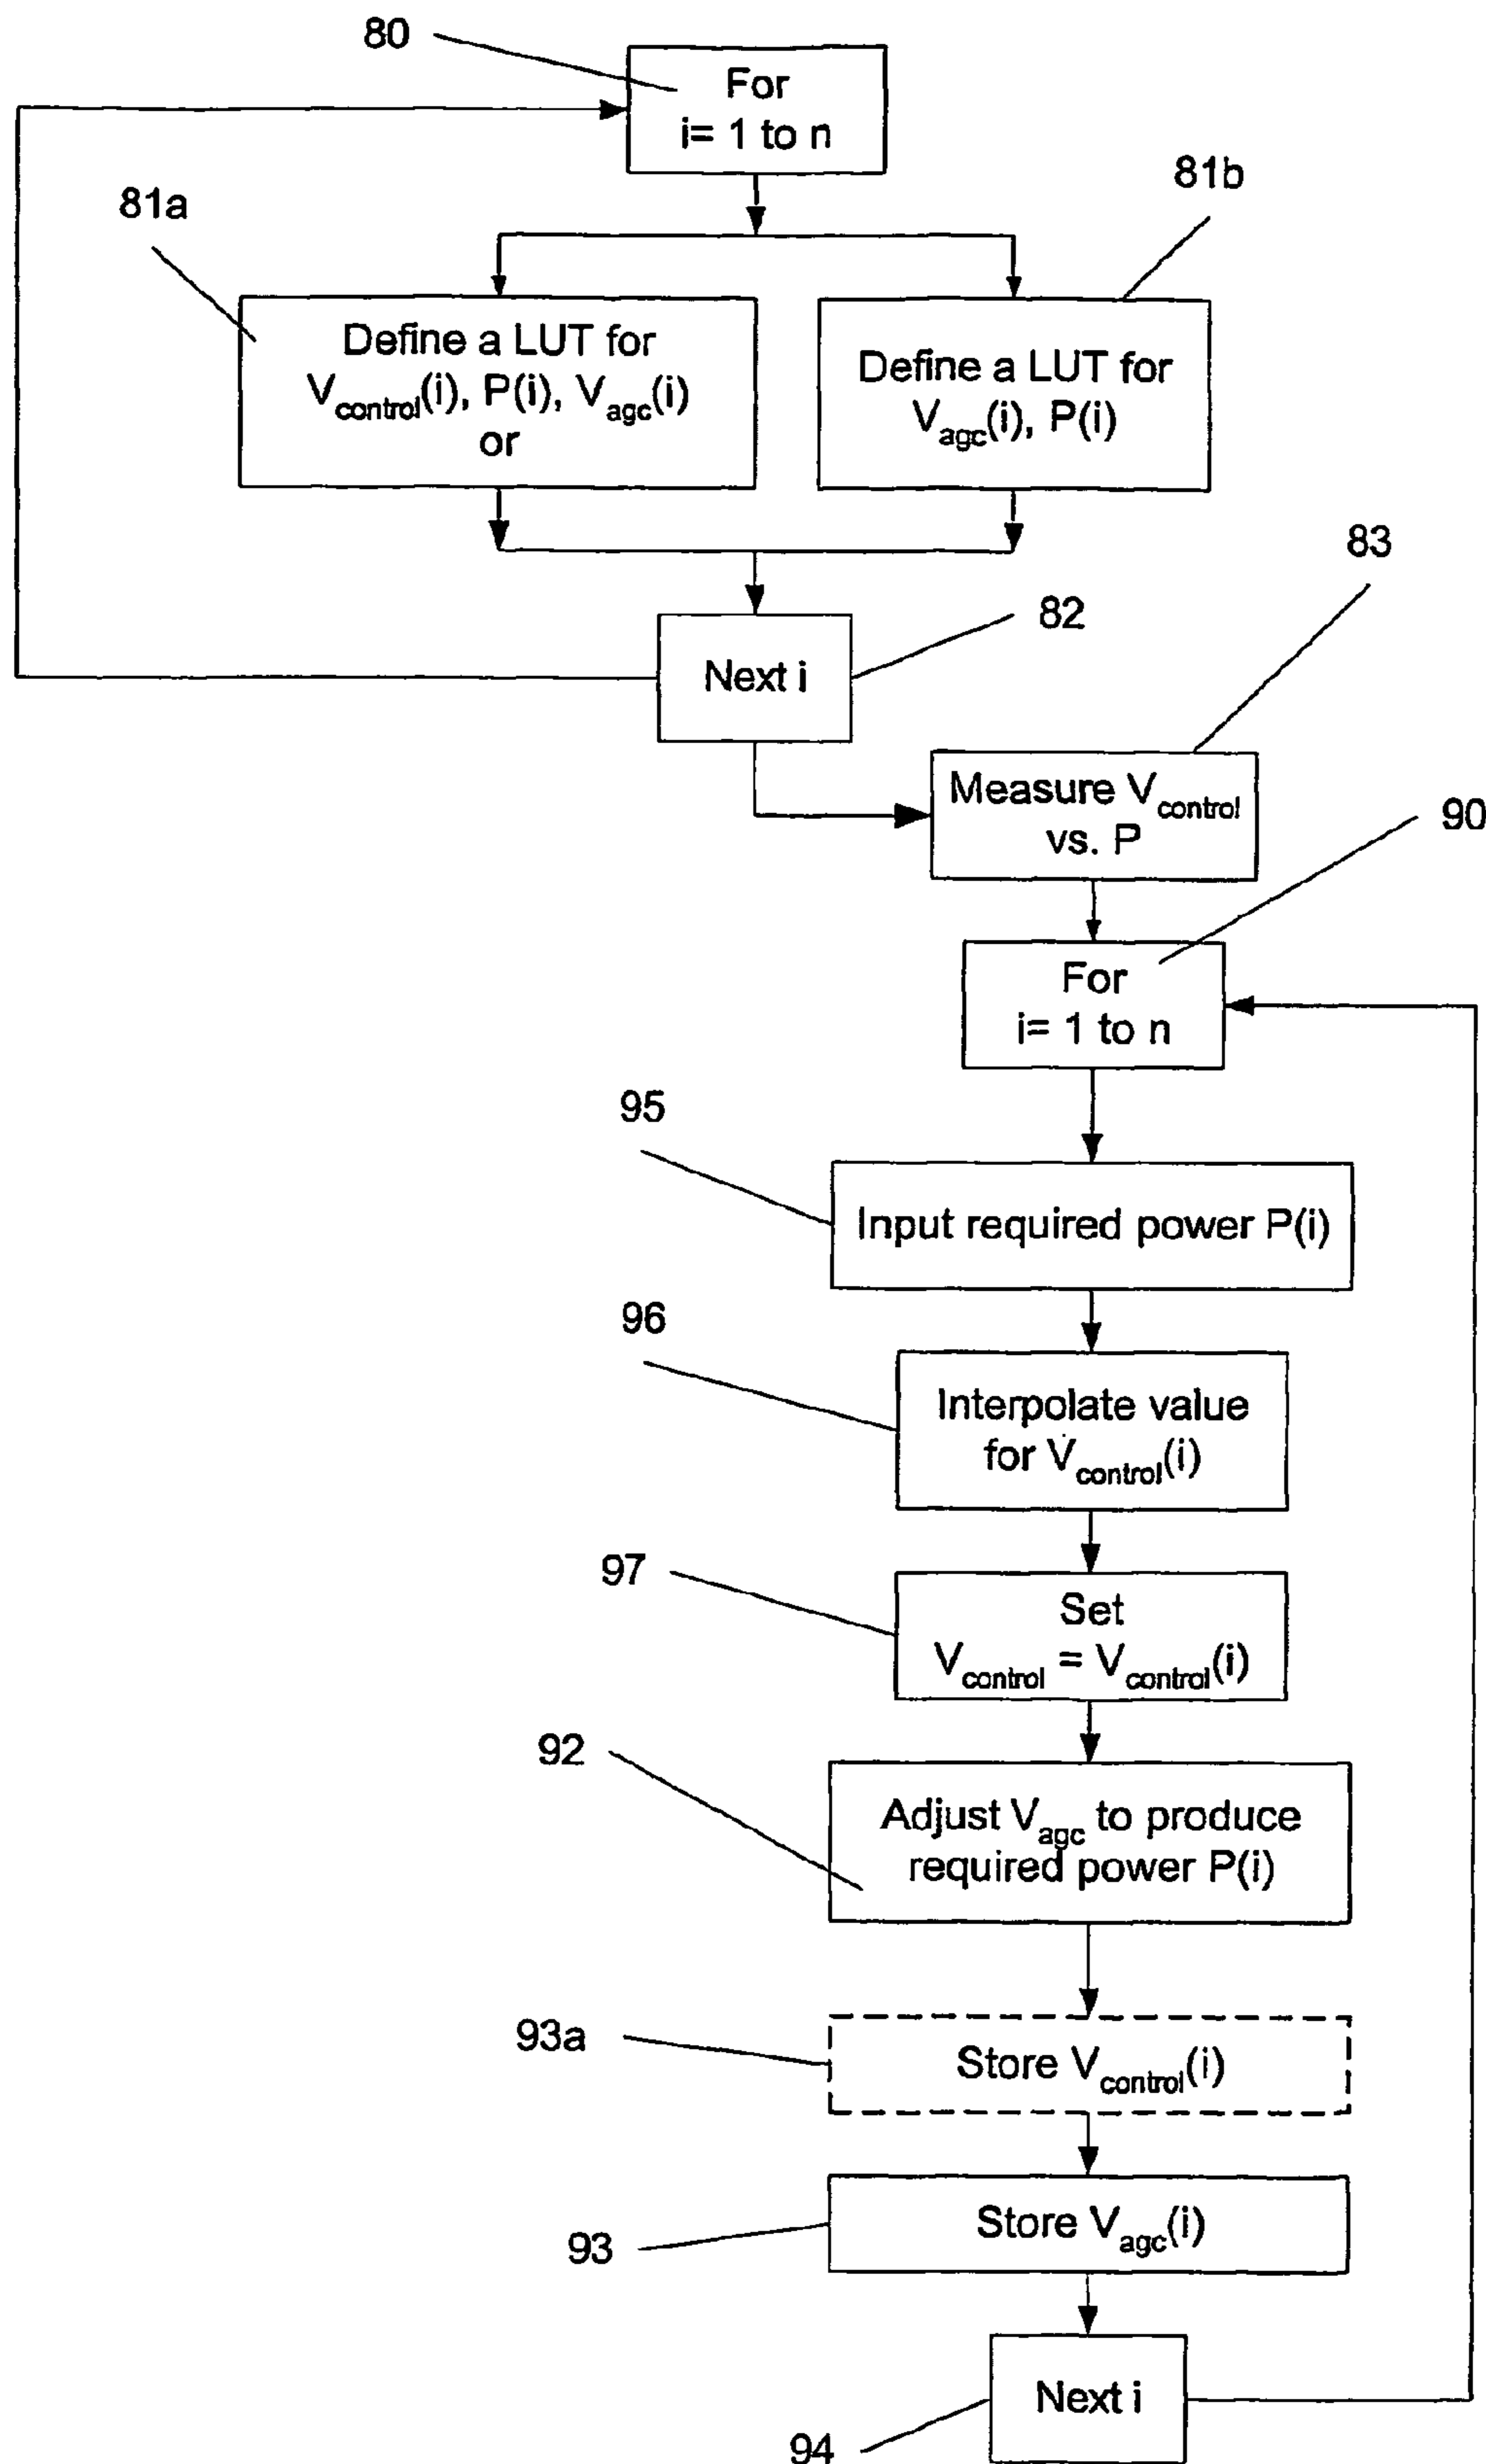 80
For
i= 1 to n
81a
81b
Define a LUT for
Vcontrol(i), P(i), Vagc(i)
or
Define a LUT for
Vagc(i), P(i)
83
82
Next i
Measure Vcontrol
vs. P
90
For
i= 1 to n
95
Input required power P(i)
96
Interpolate value
for Vcontrol(i)
97
Set
Vcontrol = Vcontrol(i)
92
Adjust Vagc to produce
required power P(i)
93a
Store Vcontrol(i)
93
Store Vagc(i)
Next i
94